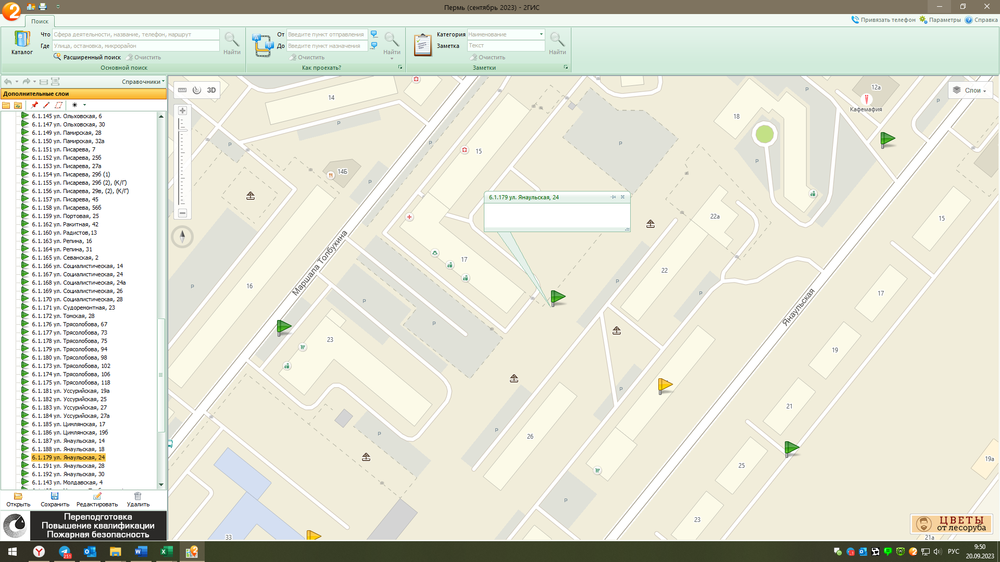 Пермь (сентябрь 2023) - 2ГИС
Поиск
Привязать телефон
Параметры
Справка
Каталог
Что
Сфера деятельности, название, телефон, маршрут
Где
Улица, остановка, микрорайон
Найти
Расширенный поиск
Очистить
Основной поиск
От
Введите пункт отправления
До
Введите пункт назначения
Найти
Очистить
Как проехать?
Категория
Наименование
Заметка
Текст
Найти
Очистить
Заметки
Справочники
Дополнительные слои
6.1.145 ул. Ольховская, 6
6.1.147 ул. Ольховская, 30
6.1.149 ул. Памирская, 28
6.1.150 ул. Памирская, 32а
6.1.151 ул. Писарева, 7
6.1.152 ул. Писарева, 25б
6.1.153 ул. Писарева, 27а
6.1.154 ул. Писарева, 29б (1)
6.1.155 ул. Писарева, 29б (2), (К/Г)
6.1.156 ул. Писарева, 29в, (2), (К/Г)
6.1.157 ул. Писарева, 45
6.1.158 ул. Писарева, 56б
6.1.159 ул. Портовая, 25
6.1.162 ул. Ракитная, 42
6.1.160 ул. Радистов,13
6.1.163 ул. Репина, 16
6.1.164 ул. Репина, 31
6.1.165 ул. Севанская, 2
6.1.166 ул. Социалистическая, 14
6.1.167 ул. Социалистическая, 24
6.1.168 ул. Социалистическая, 24а
6.1.169 ул. Социалистическая, 26
6.1.170 ул. Социалистическая, 28
6.1.171 ул. Судоремонтная, 23
6.1.172 ул. Томская, 28
6.1.176 ул. Трясолобова, 67
6.1.177 ул. Трясолобова, 73
6.1.178 ул. Трясолобова, 75
6.1.179 ул. Трясолобова, 94
6.1.180 ул. Трясолобова, 98
6.1.173 ул. Трясолобова, 102
6.1.174 ул. Трясолобова, 106
6.1.175 ул. Трясолобова, 118
6.1.181 ул. Уссурийская, 19а
6.1.182 ул. Уссурийская, 25
6.1.183 ул. Уссурийская, 27
6.1.184 ул. Уссурийская, 27а
6.1.185 ул. Цимлянская, 17
6.1.186 ул. Цимлянская, 19б
6.1.187 ул. Янаульская, 14
6.1.188 ул. Янаульская, 18
6.1.179 ул. Янаульская, 24
6.1.191 ул. Янаульская, 28
6.1.192 ул. Янаульская, 30
6.1.143 ул. Молдавская, 4
Открыть
Сохранить
Редактировать
Удалить
Переподготовка
Повышение квалификации
Пожарная безопасность
3D
Слои
14
12а
Кафемафия
18
P
P
P
P
P
P
15
14Б
P
P
6.1.179 ул. Янаульская, 24
22а
15
17
22
16
P
Маршала Толбухина
P
P
P
17
Янаульская
P
23
19
P
21
P
26
P
25
19а
P
23
33
21а
ЦВЕТЫ
от лесоруба
251
РУС
9:50
20.09.2023